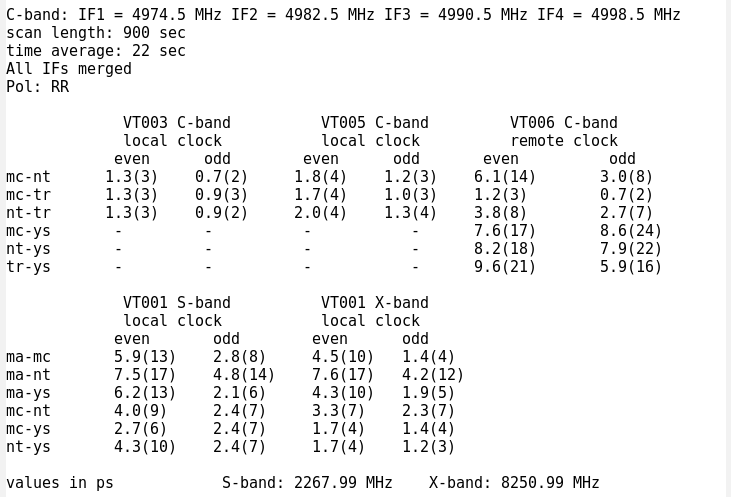 C-band: IF1 = 4974.5 MHz IF2 = 4982.5 MHz IF3 = 4990.5 MHz IF4 = 4998.5 MHz
scan length: 900 sec
time average: 22 sec
All IFs merged
Pol: RR
VT003 C-band VT005 C-band VT006 C-band
local clock local clock remote clock
even odd even odd even odd
mc-nt 1.3(3) 0.7(2) 1.8(4) 1.2(3) 6.1(14) 3.0(8)
mc-tr 1.3(3) 0.9(3) 1.7(4) 1.0(3) 1.2(3) 0.7(2)
nt-tr 1.3(3) 0.9(2) 2.0(4) 1.3(4) 3.8(8) 2.7(7)
mc-ys - - - - 7.6(17) 8.6(24)
nt-ys - - - - 8.2(18) 7.9(22)
tr-ys - - - - 9.6(21) 5.9(16)
VT001 S-band VT001 X-band
local clock local clock
even odd even odd
ma-mc 5.9(13) 2.8(8) 4.5(10) 1.4(4)
ma-nt 7.5(17) 4.8(14) 7.6(17) 4.2(12)
ma-ys 6.2(13) 2.1(6) 4.3(10) 1.9(5)
mc-nt 4.0(9) 2.4(7) 3.3(7) 2.3(7)
mc-ys 2.7(6) 2.4(7) 1.7(4) 1.4(4)
nt-ys 4.3(10) 2.4(7) 1.7(4) 1.2(3)
values in ps S-band: 2267.99 MHz X-band: 8250.99 MHz